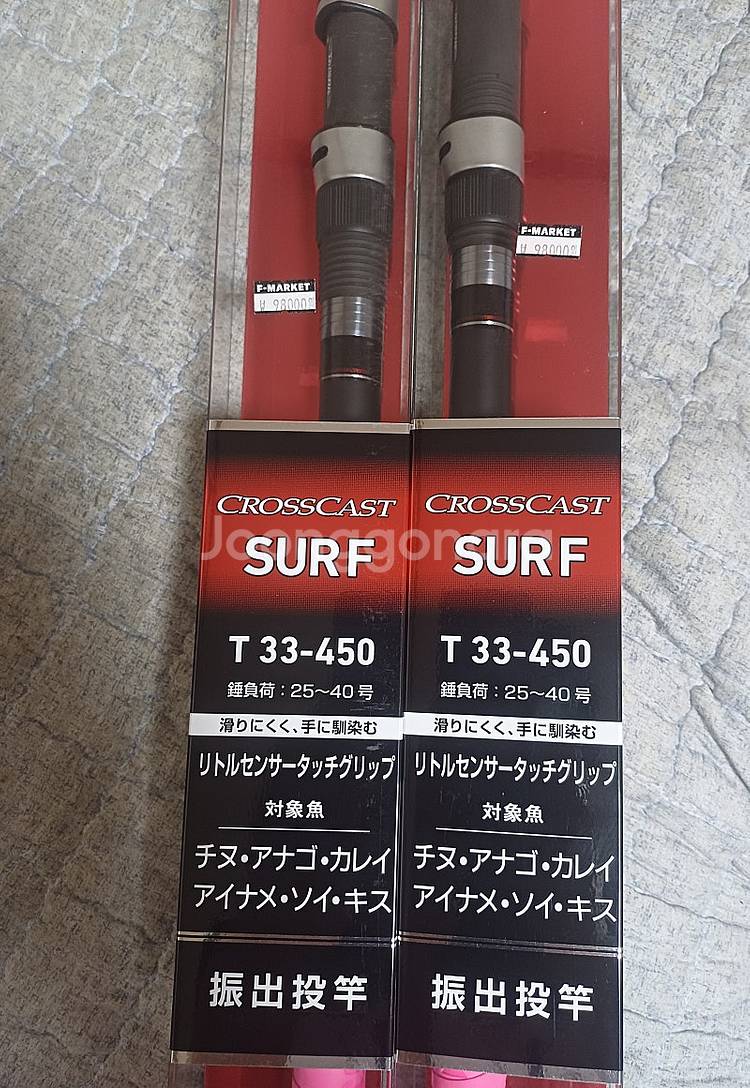 F-MARKET
₩ 98000
F-MARKET
₩ 98000
CROSSCAST
SURF
T 33-450
錘負荷：25～40号
滑りにくく、手に馴染む
リトルセンサータッチグリップ
対象魚
チヌ・アナゴ・カレイ
アイナメ・ソイ・キス
振出投竿
CROSSCAST
SURF
T 33-450
錘負荷：25～40号
滑りにくく、手に馴染む
リトルセンサータッチグリップ
対象魚
チヌ・アナゴ・カレイ
アイナメ・ソイ・キス
振出投竿
Joonggonara